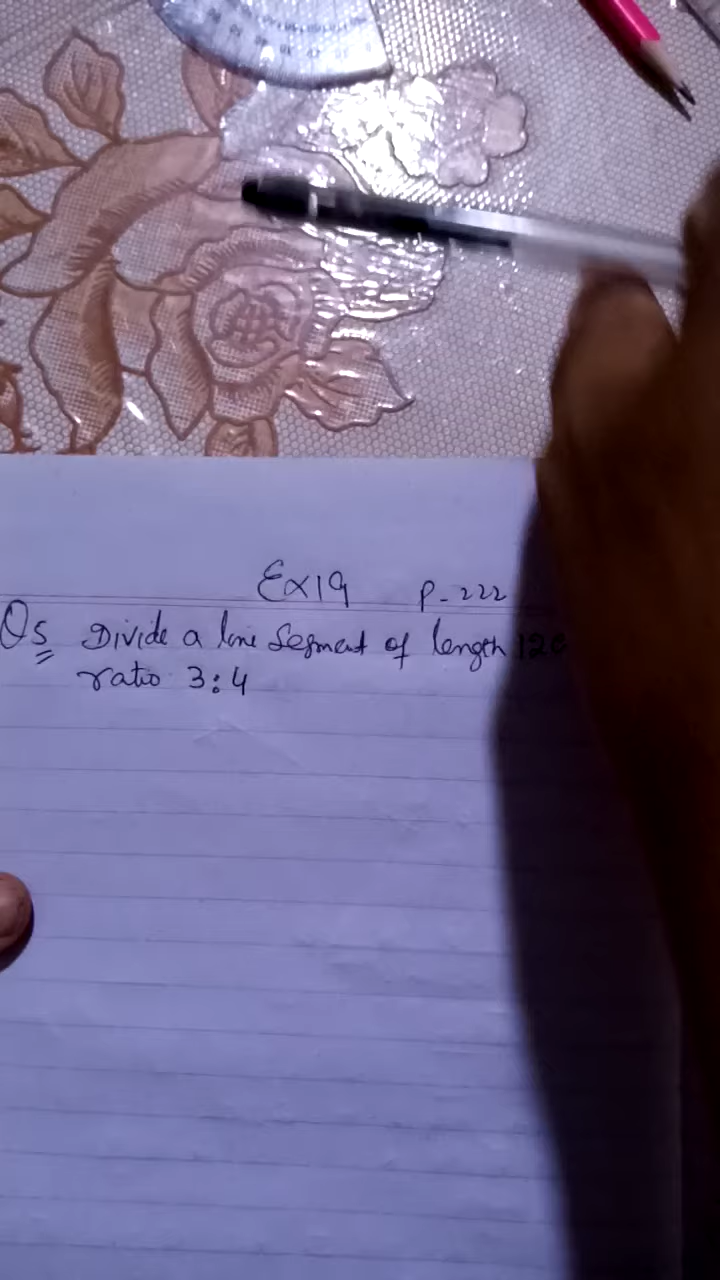 Ex19 P-222
Q5 Divide a line Segment of length
ratio 3:4